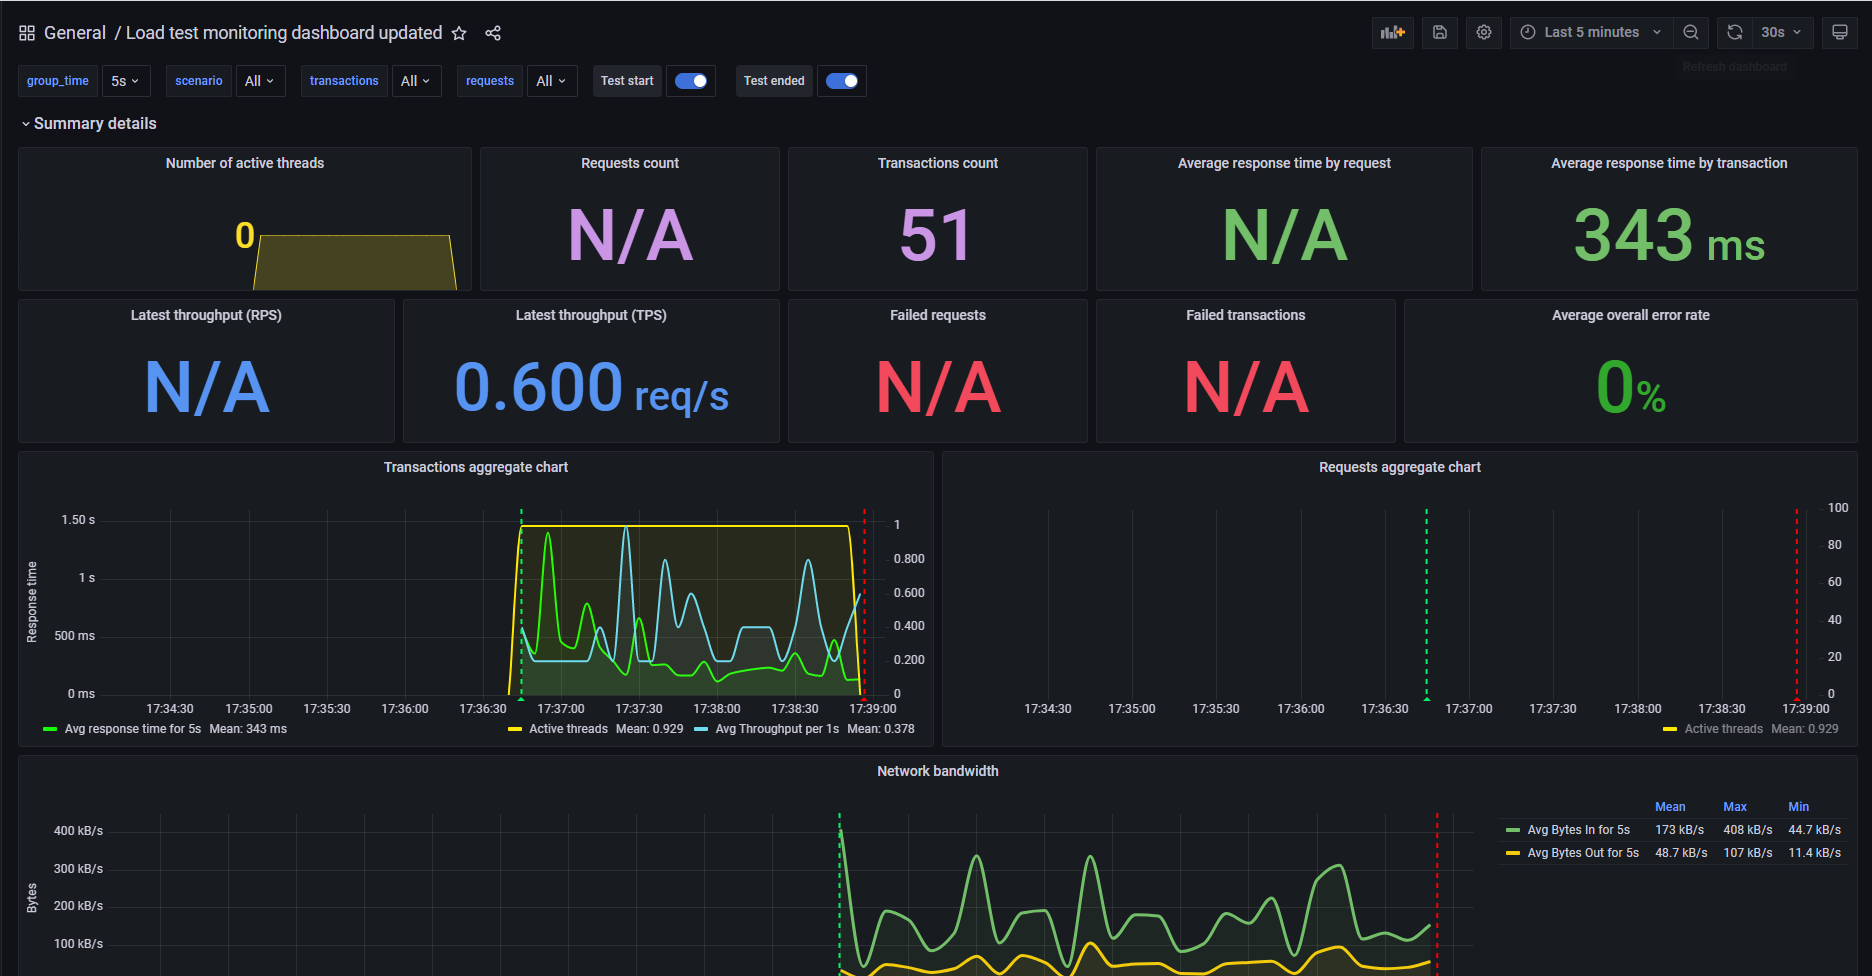 General / Load test monitoring dashboard updated
Last 5 minutes
30s
Refresh dashboard
group_time 5s scenario All transactions All requests All Test start Test ended
Summary details
Number of active threads
0
Requests count
N/A
Transactions count
51
Average response time by request
N/A
Average response time by transaction
343 ms
Latest throughput (RPS)
N/A
Latest throughput (TPS)
0.600 req/s
Failed requests
N/A
Failed transactions
N/A
Average overall error rate
0%
Transactions aggregate chart
Response time
1.50 s
1 s
500 ms
0 ms
1
0.800
0.600
0.400
0.200
0
17:34:30 17:35:00 17:35:30 17:36:00 17:36:30 17:37:00 17:37:30 17:38:00 17:38:30 17:39:00
Avg response time for 5s Mean: 343 ms Active threads Mean: 0.929 Avg Throughput per 1s Mean: 0.378
Requests aggregate chart
100
80
60
40
20
0
17:34:30 17:35:00 17:35:30 17:36:00 17:36:30 17:37:00 17:37:30 17:38:00 17:38:30 17:39:00
Active threads Mean: 0.929
Network bandwidth
Bytes
400 kB/s
300 kB/s
200 kB/s
100 kB/s
Mean Max Min
Avg Bytes In for 5s 173 kB/s 408 kB/s 44.7 kB/s
Avg Bytes Out for 5s 48.7 kB/s 107 kB/s 11.4 kB/s